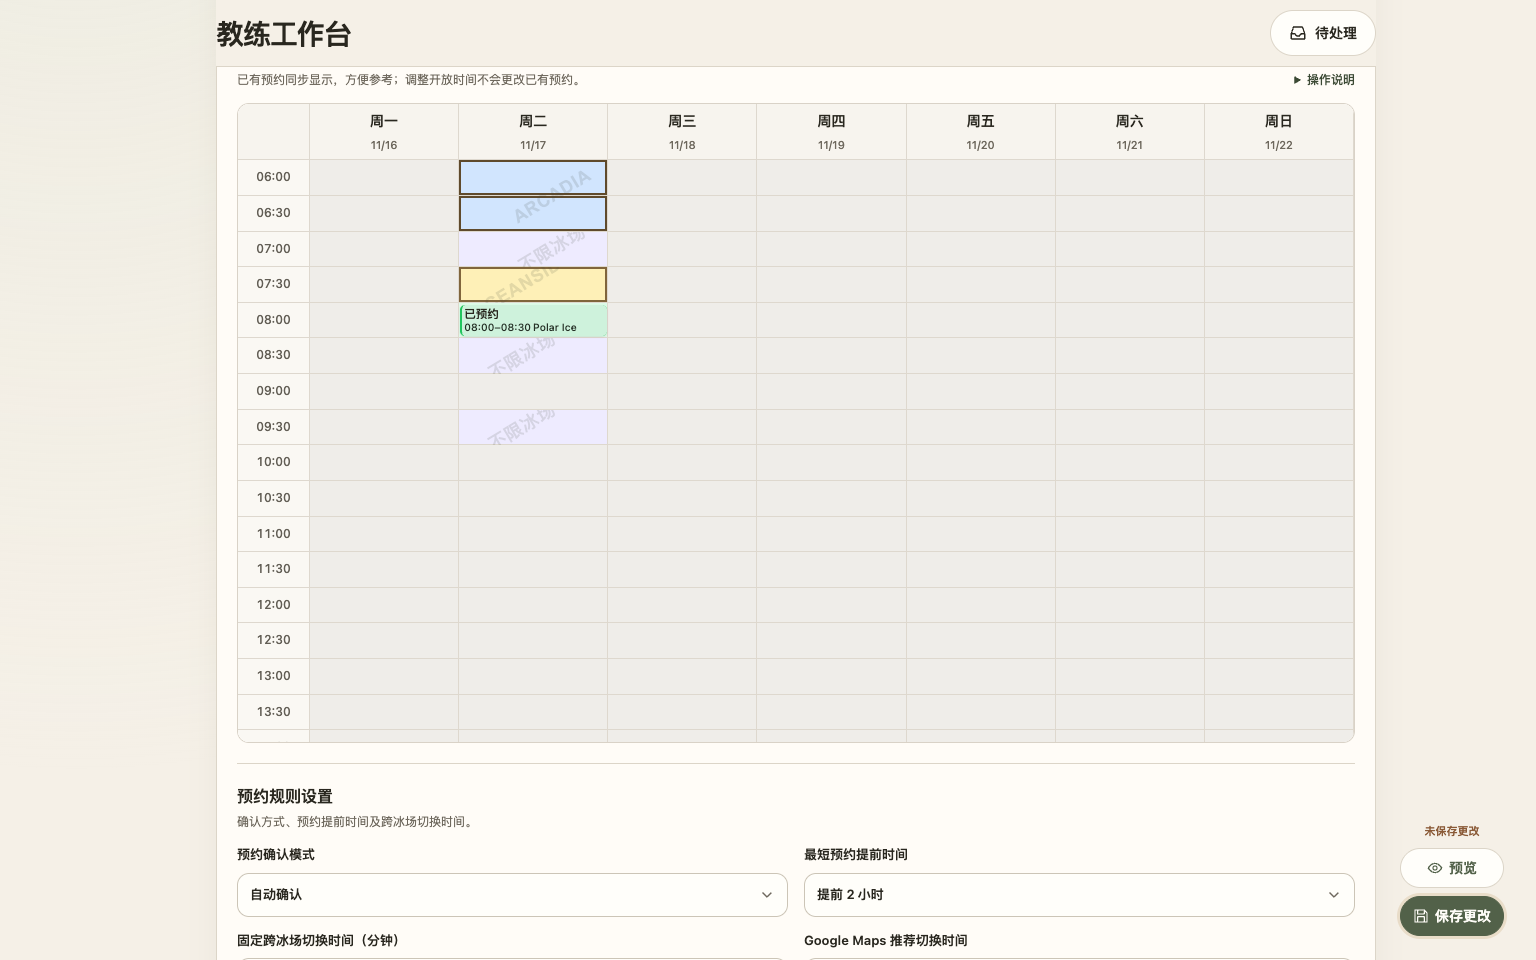 教练工作台
待处理
已有预约同步显示，方便参考；调整开放时间不会更改已有预约。
操作说明
周一
周二
周三
周四
周五
周六
周日
11/16
11/17
11/18
11/19
11/20
11/21
11/22
06:00
ARCADIA
06:30
07:00
不限冰场
07:30
08:00
已预约
08:00–08:30 Polar Ice
08:30
不限冰场
09:00
09:30
不限冰场
10:00
10:30
11:00
11:30
12:00
12:30
13:00
13:30
预约规则设置
确认方式、预约提前时间及跨冰场切换时间。
预约确认模式
最短预约提前时间
自动确认
提前 2 小时
固定跨冰场切换时间（分钟）
Google Maps 推荐切换时间
未保存更改
预览
保存更改